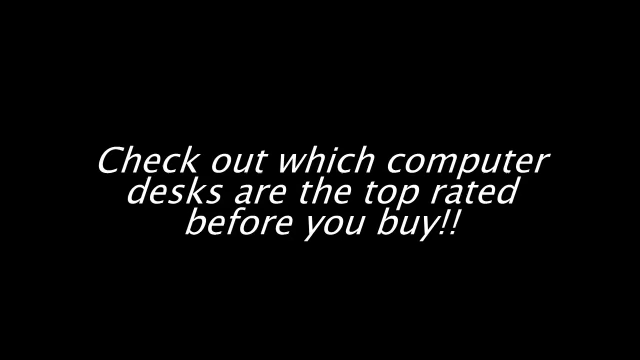 Check out which computer
desks are the top rated
before you buy!!